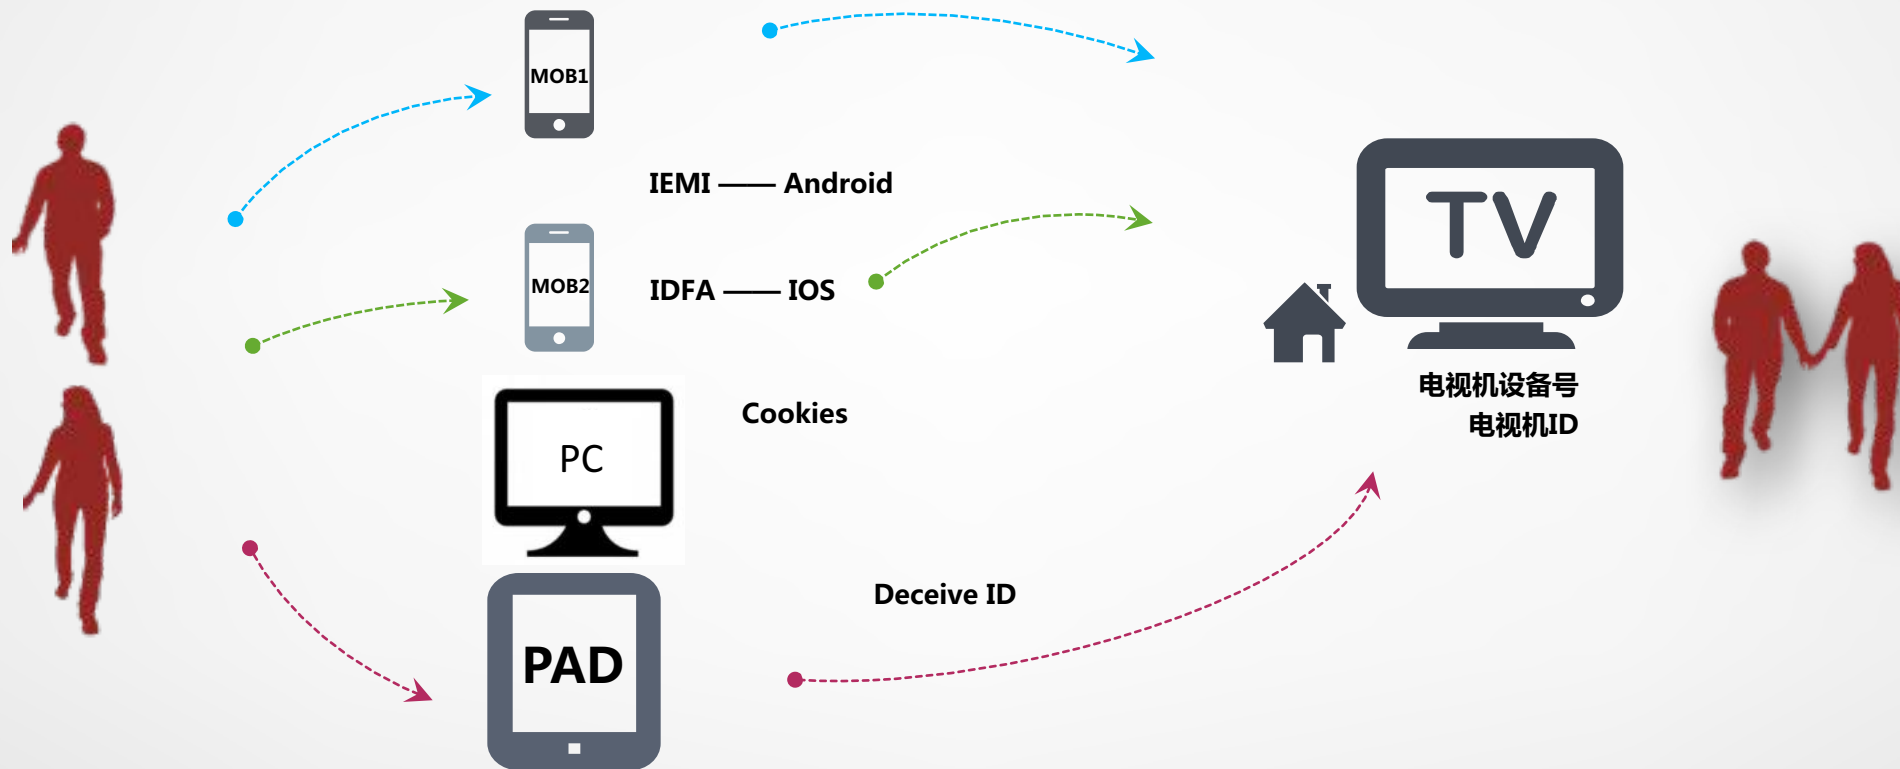 MOB1
IEMI —— Android
TV
MOB2
IDFA —— IOS
电视机设备号
电视机ID
Cookies
PC
Deceive ID
PAD